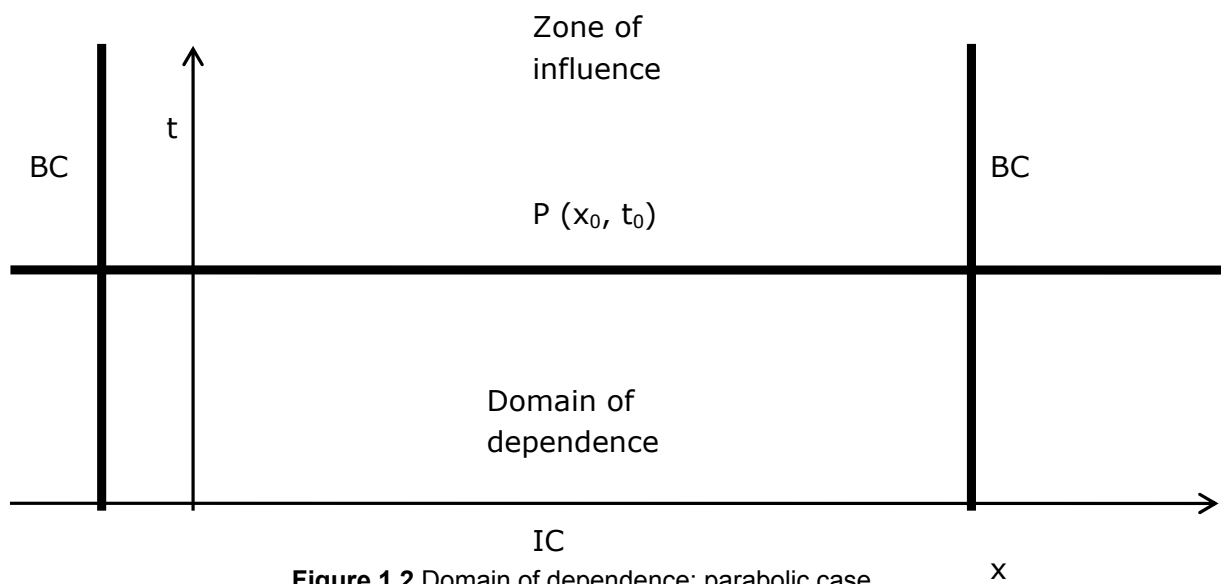 Zone of
influence
t
BC
BC
P (x₀, t₀)
Domain of
dependence
IC
x
Figure 1.2 Domain of dependence: parabolic case